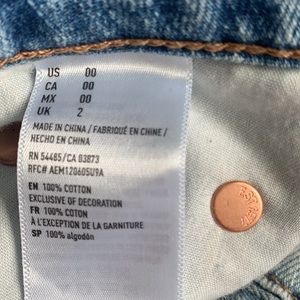 US 00
CA 00
MX 00
UK 2
MADE IN CHINA / FABRIQUÉ EN CHINE /
HECHO EN CHINA
RN 54485/CA 03873
RFC# AEM120605U9A
EN 100% COTTON
EXCLUSIVE OF DECORATION
FR 100% COTON
À L'EXCEPTION DE LA GARNITURE
SP 100% algodón